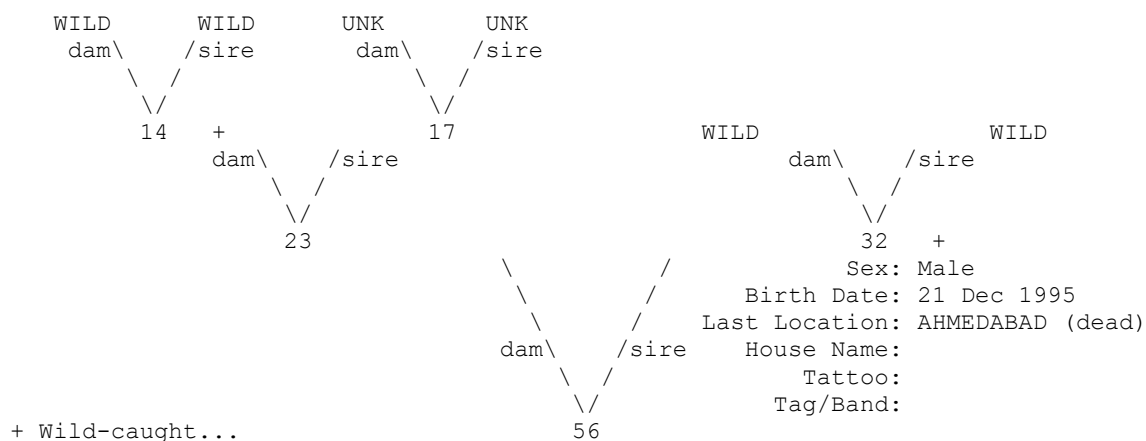 WILD WILD UNK UNK
dam\ /sire dam\ /sire
\ / \ /
\/ \/
14 + 17 WILD WILD
dam\ /sire dam\ /sire
\ / \ /
\/ \/
23 32 +
\ / Sex: Male
\ / Birth Date: 21 Dec 1995
\ / Last Location: AHMEDABAD (dead)
dam\ /sire House Name:
\ / Tattoo:
\/ Tag/Band:
+ Wild-caught... 56